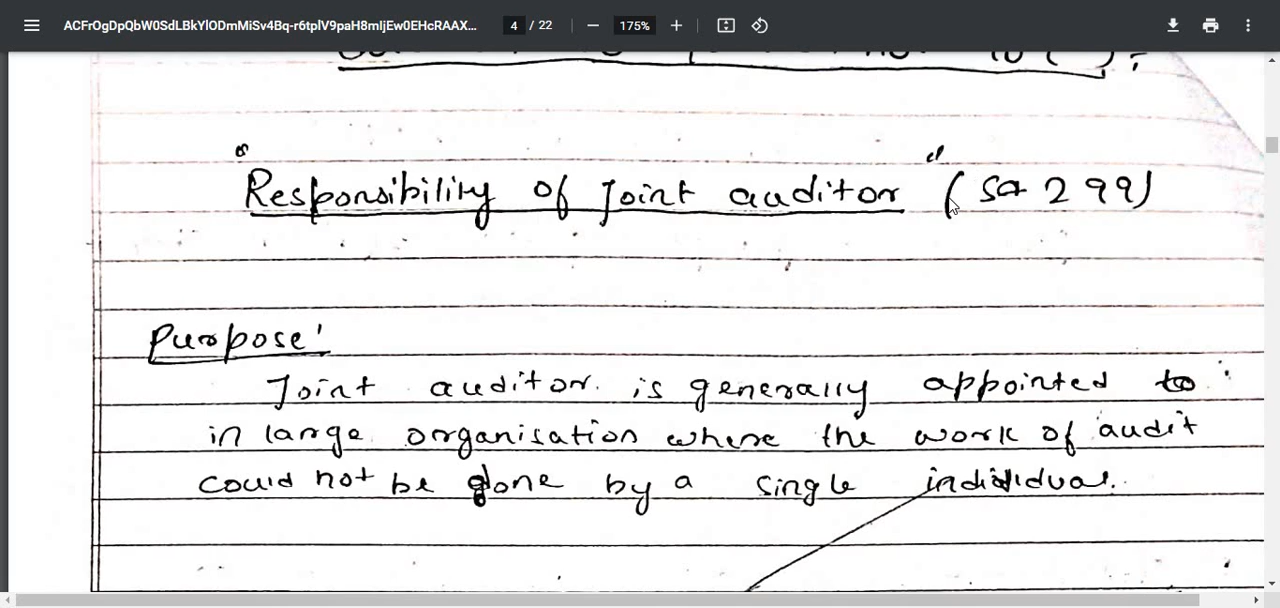 ACFrOgDpQbW0SdLBkYlODmMiSv4Bq-r6tplV9paH8mIjEw0EHcRAAX... 4 / 22 175%
" Responsibility of Joint auditor " (SA 299)
Purpose:
Joint auditor is generally appointed to
in large organisation where the work of audit
could not be done by a single individual.